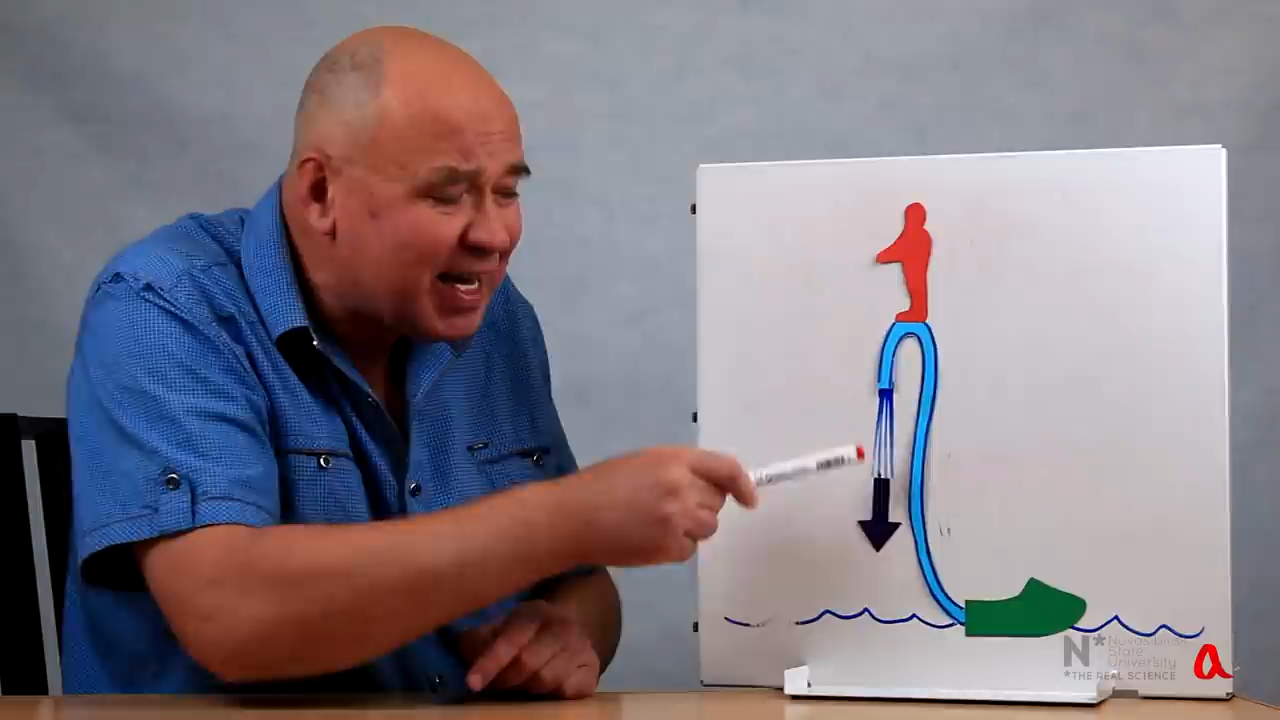 N*
Novosibirsk
State
University
*THE REAL SCIENCE
a